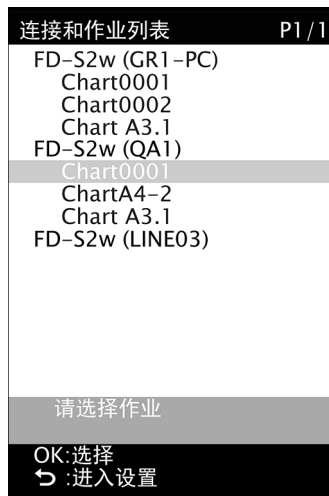 连接和作业列表 P1/1
FD-S2w (GR1-PC)
Chart0001
Chart0002
Chart A3.1
FD-S2w (QA1)
Chart0001
ChartA4-2
Chart A3.1
FD-S2w (LINE03)
请选择作业
OK:选择
⮌ :进入设置